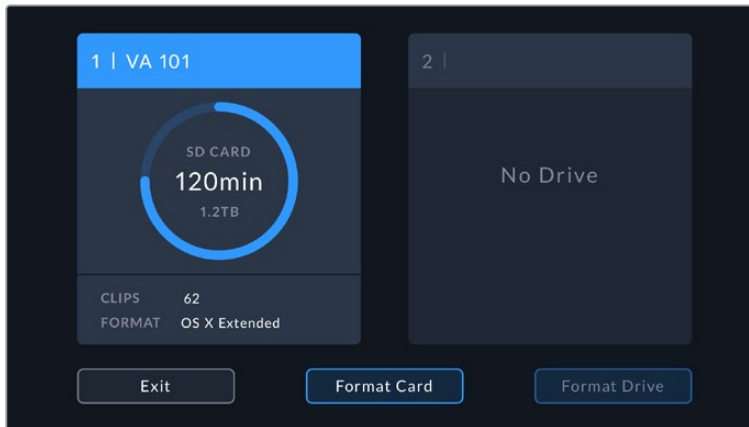 1 | VA 101
SD CARD
120min
1.2TB
CLIPS 62
FORMAT OS X Extended
2 |
No Drive
Exit
Format Card
Format Drive